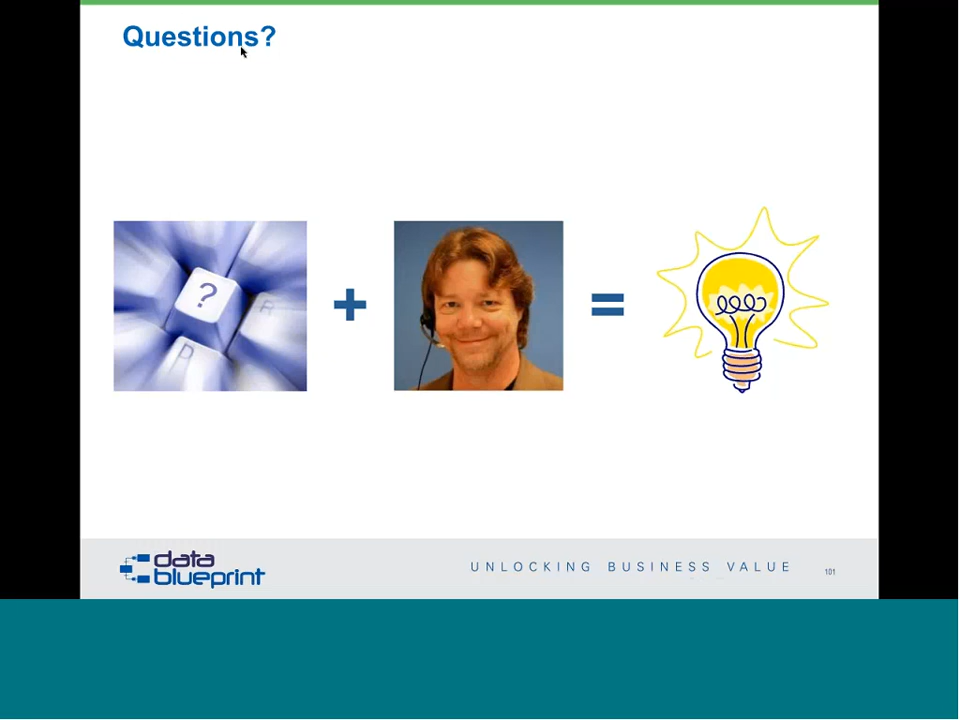 Questions?
?
R
D
+
=
data
blueprint
UNLOCKING BUSINESS VALUE
101